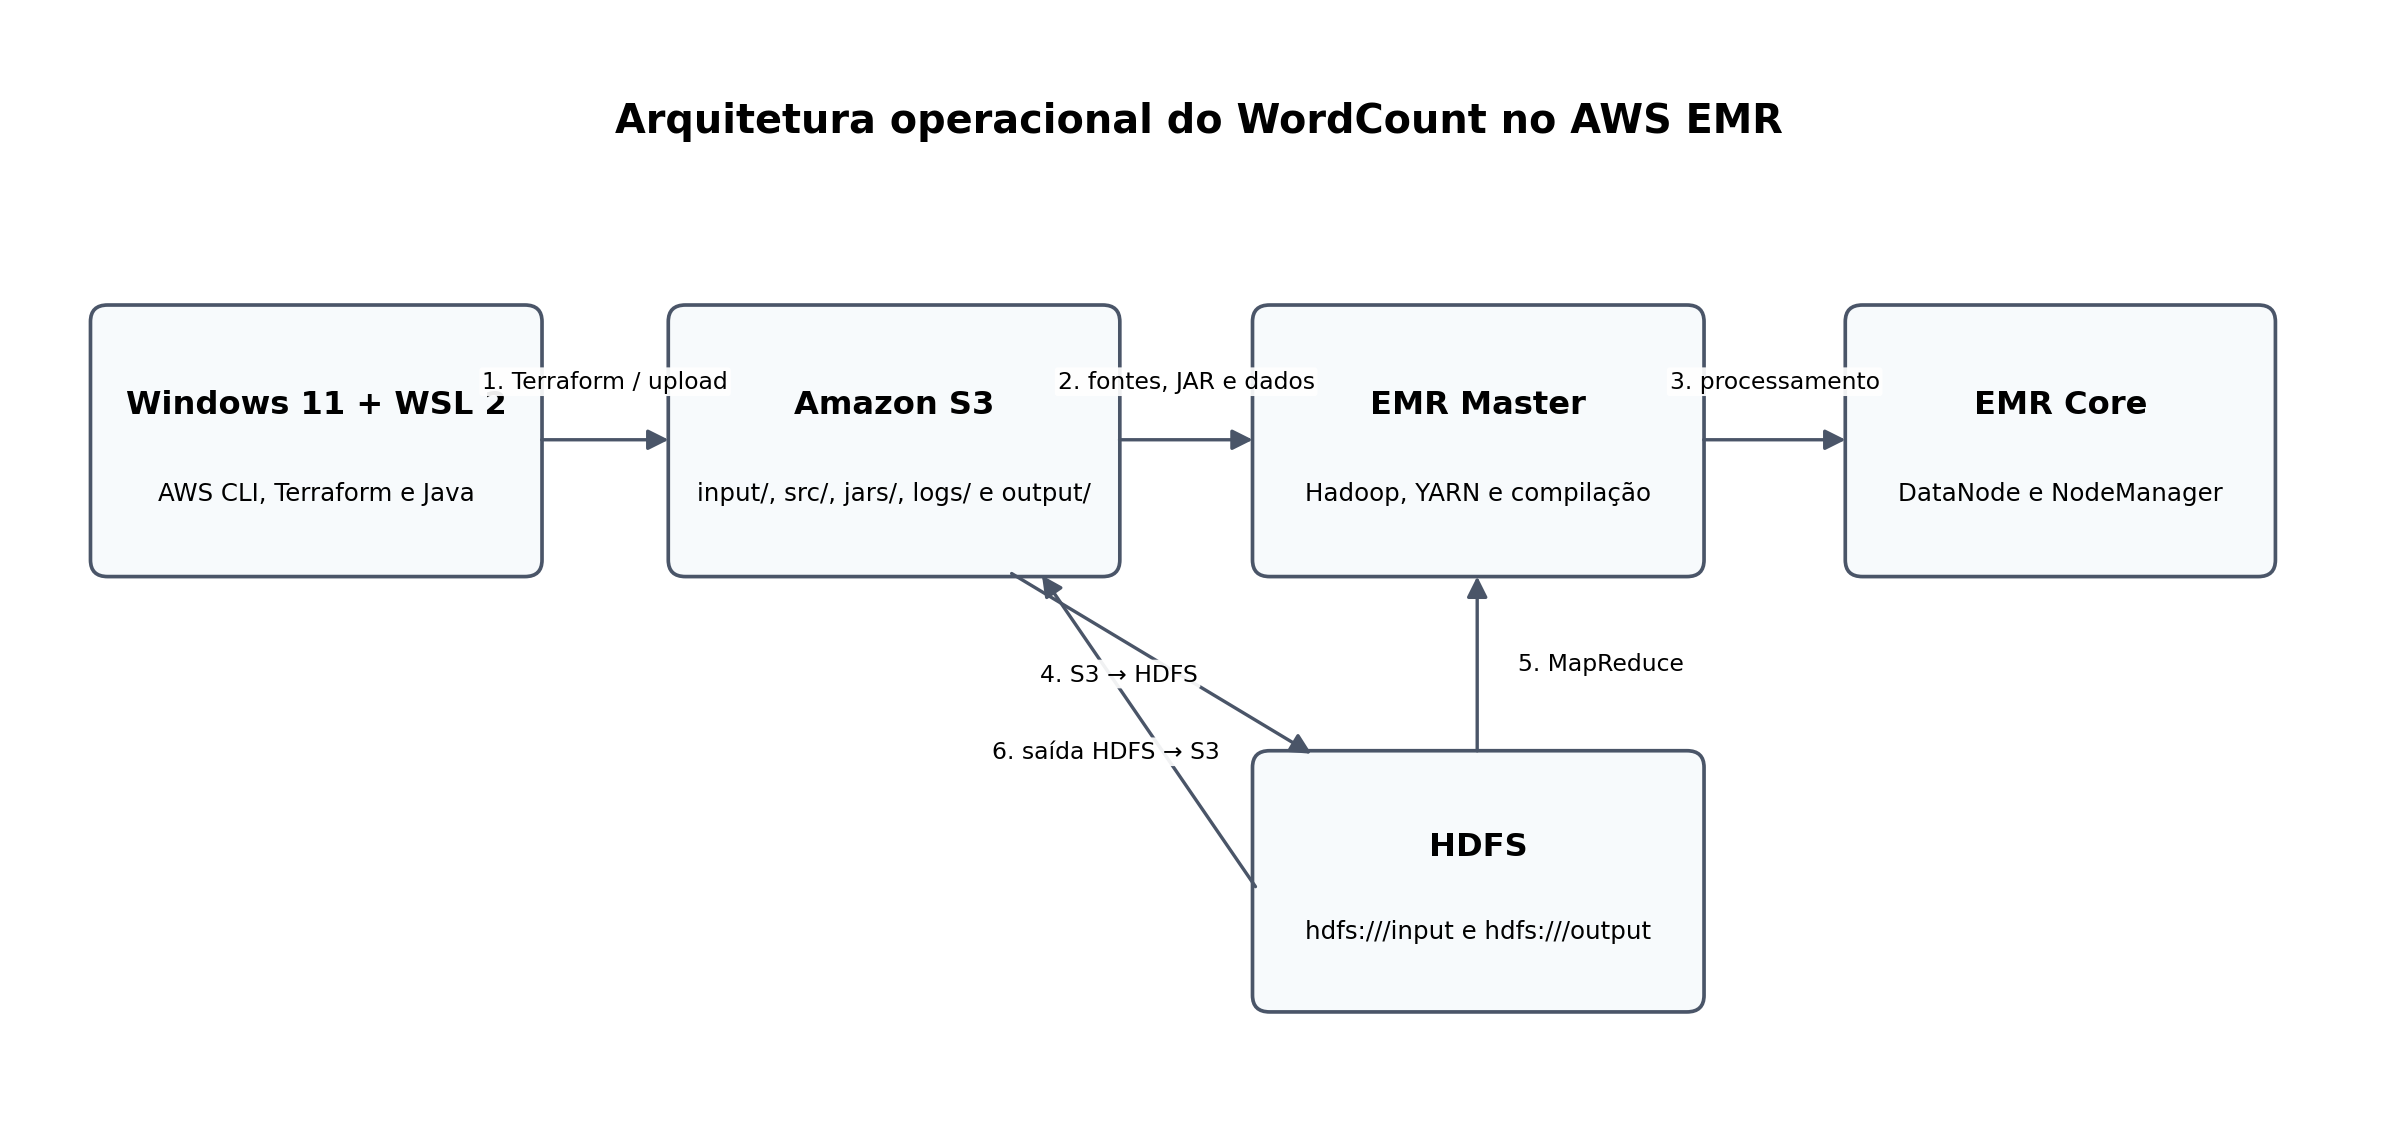 Arquitetura operacional do WordCount no AWS EMR
Windows 11 + WSL 2
AWS CLI, Terraform e Java
1. Terraform / upload
Amazon S3
input/, src/, jars/, logs/ e output/
2. fontes, JAR e dados
EMR Master
Hadoop, YARN e compilação
3. processamento
EMR Core
DataNode e NodeManager
4. S3 → HDFS
5. MapReduce
6. saída HDFS → S3
HDFS
hdfs:///input e hdfs:///output